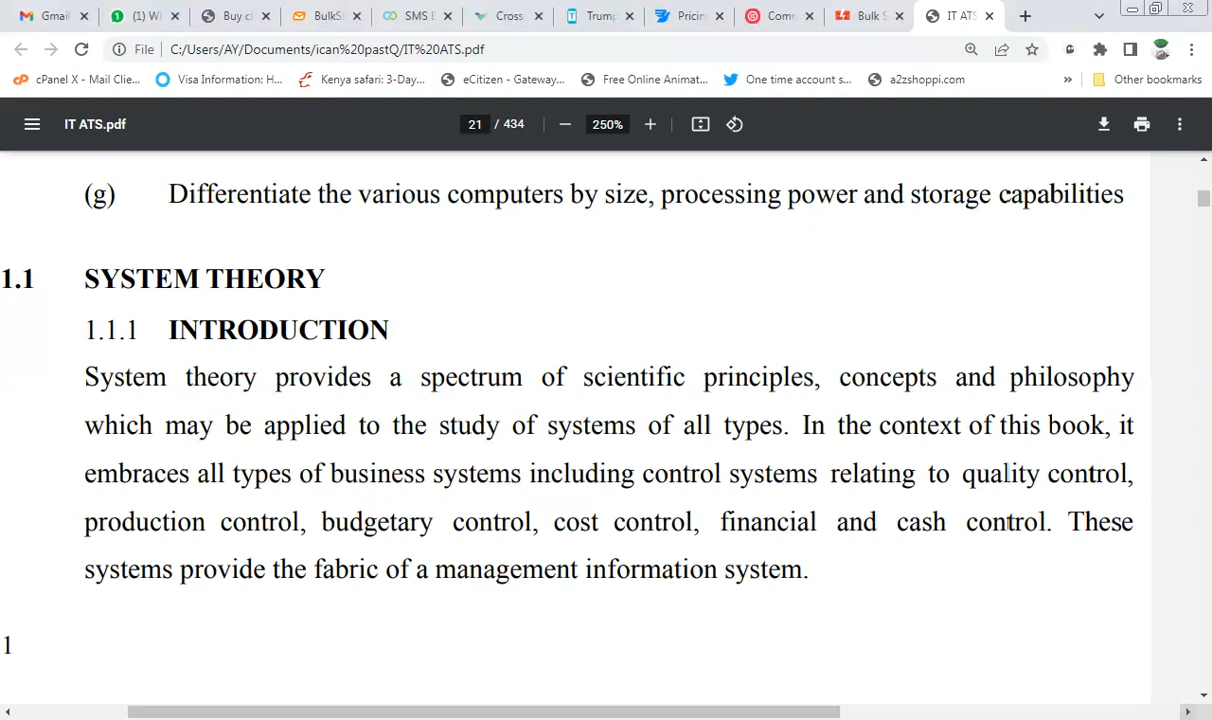 Gmail (1) WI Buy cl BulkSI SMS E Cross Trump Pricin Comr Bulk S IT ATS
File C:/Users/AY/Documents/ican%20pastQ/IT%20ATS.pdf
cPanel X - Mail Clie... Visa Information: H... Kenya safari: 3-Day... eCitizen - Gateway... Free Online Animat... One time account s... a2zshoppi.com » Other bookmarks
IT ATS.pdf 21 / 434 250%
(g) Differentiate the various computers by size, processing power and storage capabilities
1.1 SYSTEM THEORY
1.1.1 INTRODUCTION
System theory provides a spectrum of scientific principles, concepts and philosophy
which may be applied to the study of systems of all types. In the context of this book, it
embraces all types of business systems including control systems relating to quality control,
production control, budgetary control, cost control, financial and cash control. These
systems provide the fabric of a management information system.
1